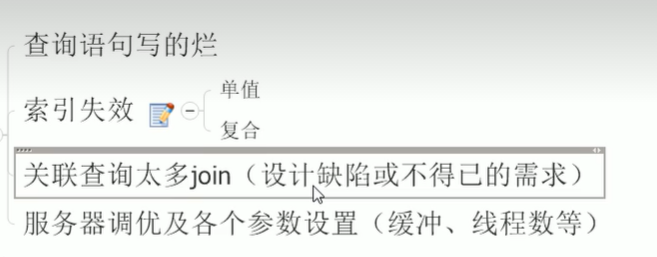 查询语句写的烂
索引失效
单值
复合
关联查询太多join（设计缺陷或不得已的需求）
服务器调优及各个参数设置（缓冲、线程数等）